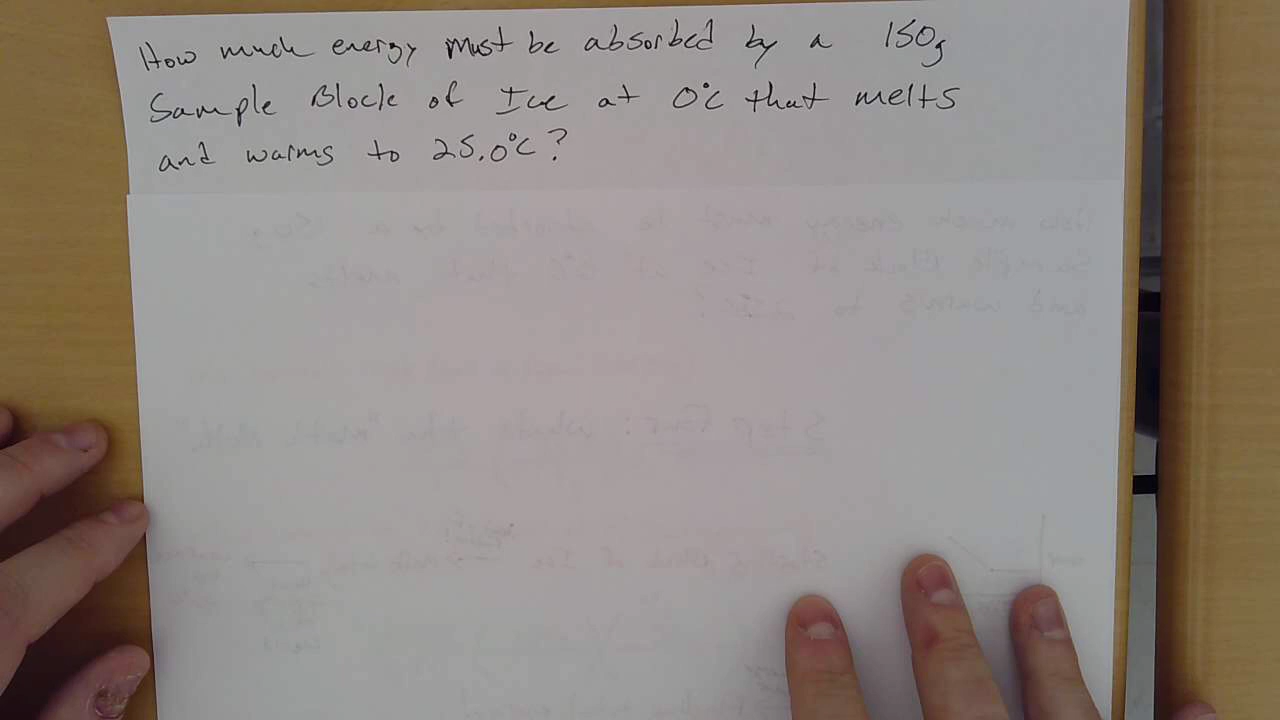 How much energy must be absorbed by a 150g
Sample Block of Ice at 0°C that melts
and warms to 25.0°C?